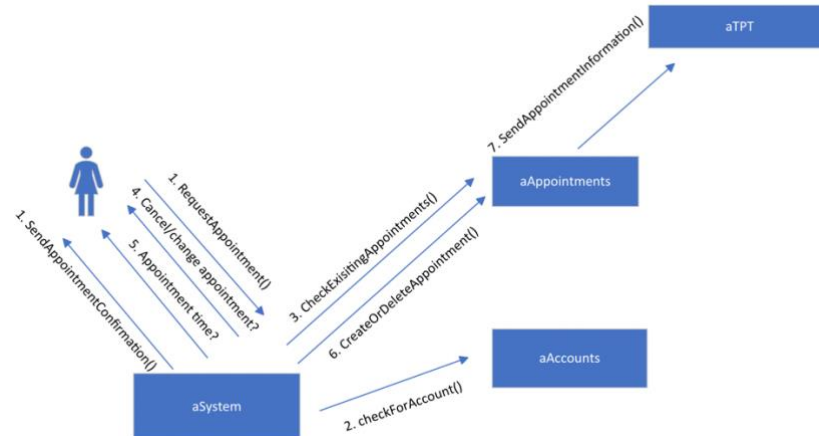 aTPT
7. SendAppointmentInformation()
aAppointments
1. RequestAppointment()
4. Cancel/change appointment?
5. Appointment time?
1. SendAppointmentConfirmation()
3. CheckExisitingAppointments()
6. CreateOrDeleteAppointment()
aAccounts
aSystem
2. checkForAccount()